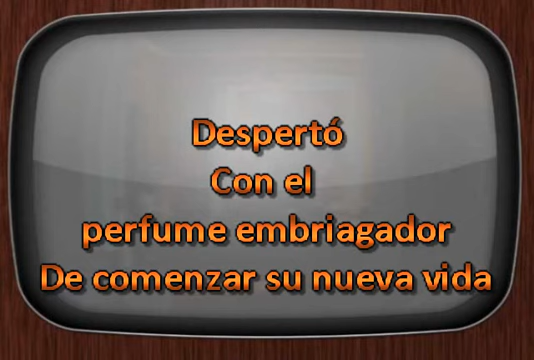 Despertó
Con el
perfume embriagador
De comenzar su nueva vida